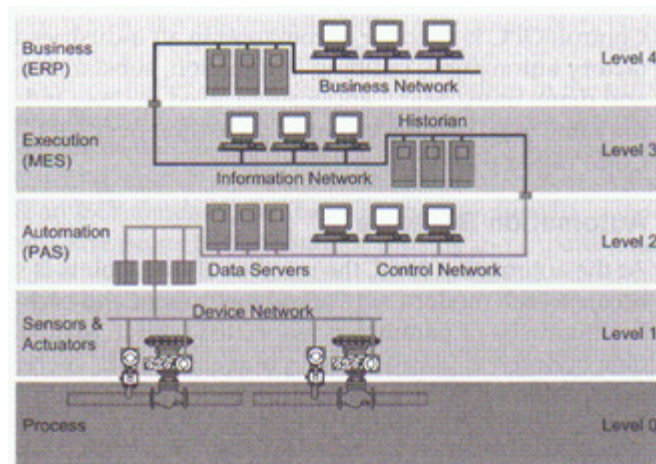 Business
(ERP)
Level 4
Business Network
Execution
(MES)
Historian
Level 3
Information Network
Automation
(PAS)
Level 2
Data Servers
Control Network
Sensors &
Actuators
Device Network
Level 1
Process
Level 0